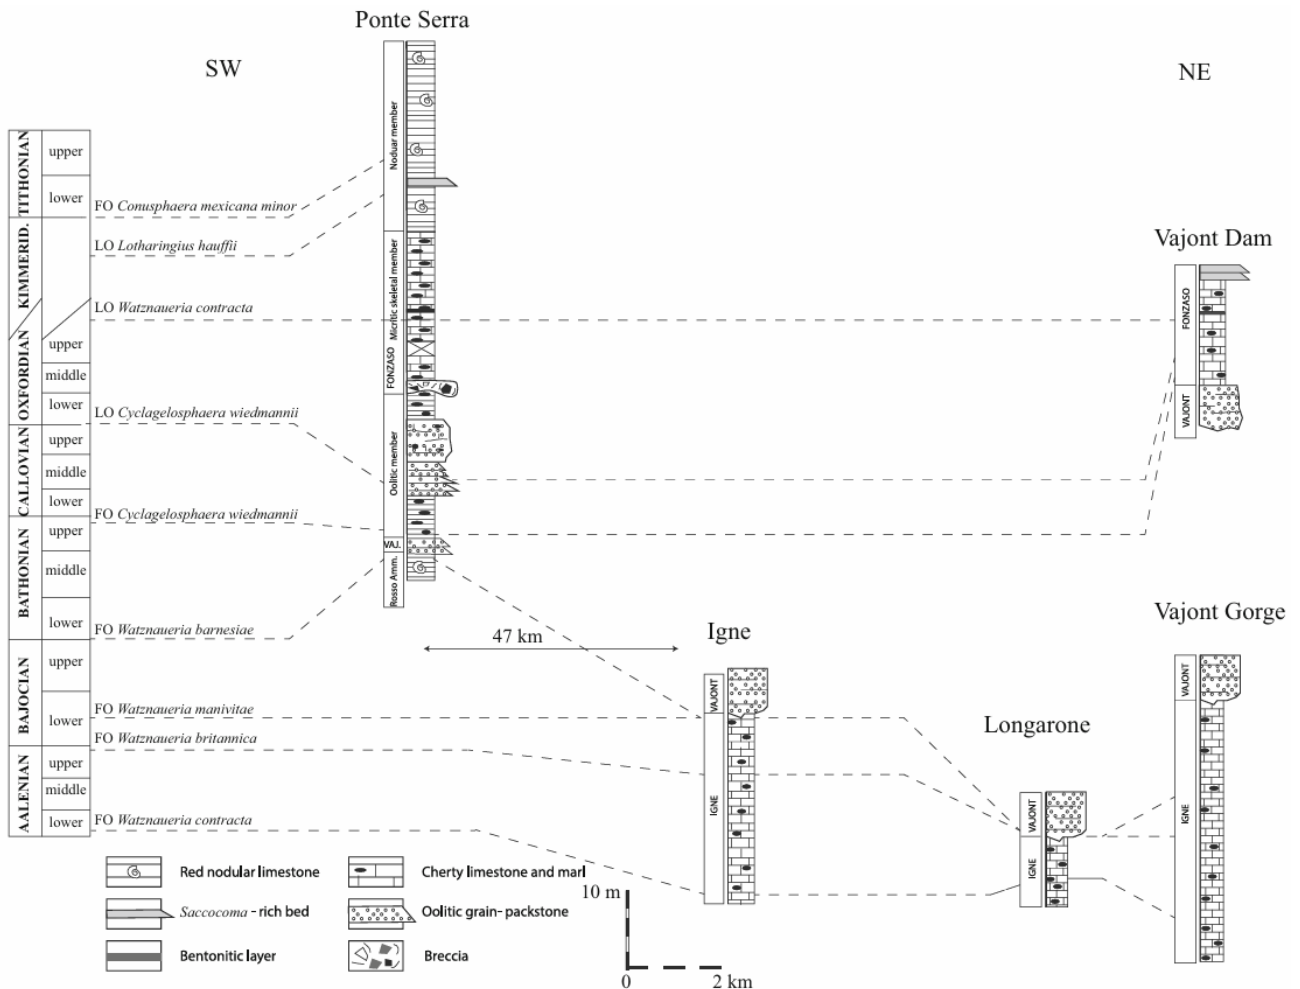 Ponte Serra
SW
NE
TITHONIAN
upper
lower
KIMMERID.
OXFORDIAN
upper
middle
lower
CALLOVIAN
upper
middle
lower
BATHONIAN
upper
middle
lower
BAJOCIAN
upper
lower
AALENIAN
upper
middle
lower
FO Conusphaera mexicana minor
LO Lotharingius hauffii
LO Watznaueria contracta
LO Cyclagelosphaera wiedmannii
FO Cyclagelosphaera wiedmannii
FO Watznaueria barnesiae
FO Watznaueria manivitae
FO Watznaueria britannica
FO Watznaueria contracta
Noduar member
FONZASO
Micritic skeletal member
Oolitic member
VAJ.
Rosso Amm.
Vajont Dam
FONZASO
VAJONT
47 km
Igne
VAJONT
IGNE
Longarone
VAJONT
IGNE
Vajont Gorge
VAJONT
IGNE
Red nodular limestone
Cherty limestone and marl
Saccocoma - rich bed
Oolitic grain- packstone
Bentonitic layer
Breccia
10 m
0
2 km